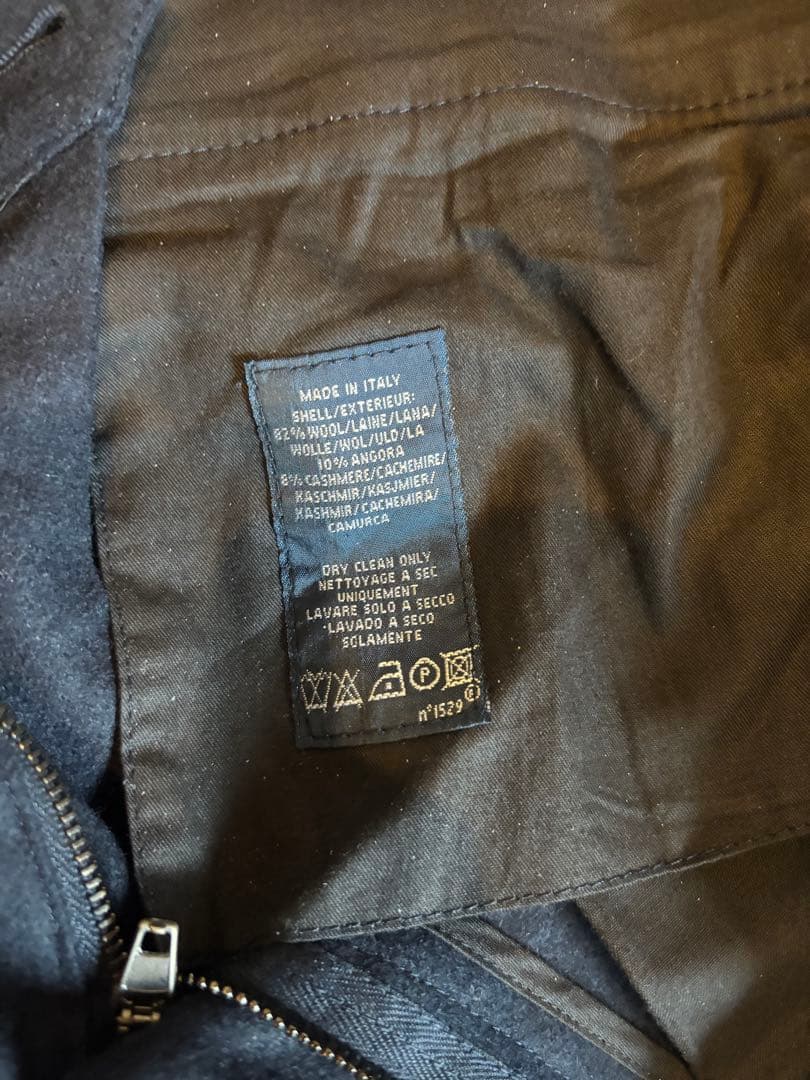 MADE IN ITALY
SHELL/EXTERIEUR:
82% WOOL/LAINE/LANA/
WOLLE/WOL/ULD/LA
10% ANGORA
8% CASHMERE/CACHEMIRE/
KASCHMIR/KASJMIER/
KASHMIR/CACHEMIRA/
CAMURCA
DRY CLEAN ONLY
NETTOYAGE A SEC
UNIQUEMENT
LAVARE SOLO A SECCO
·LAVADO A SECO
SOLAMENTE
P
n°1529 Ⓔ